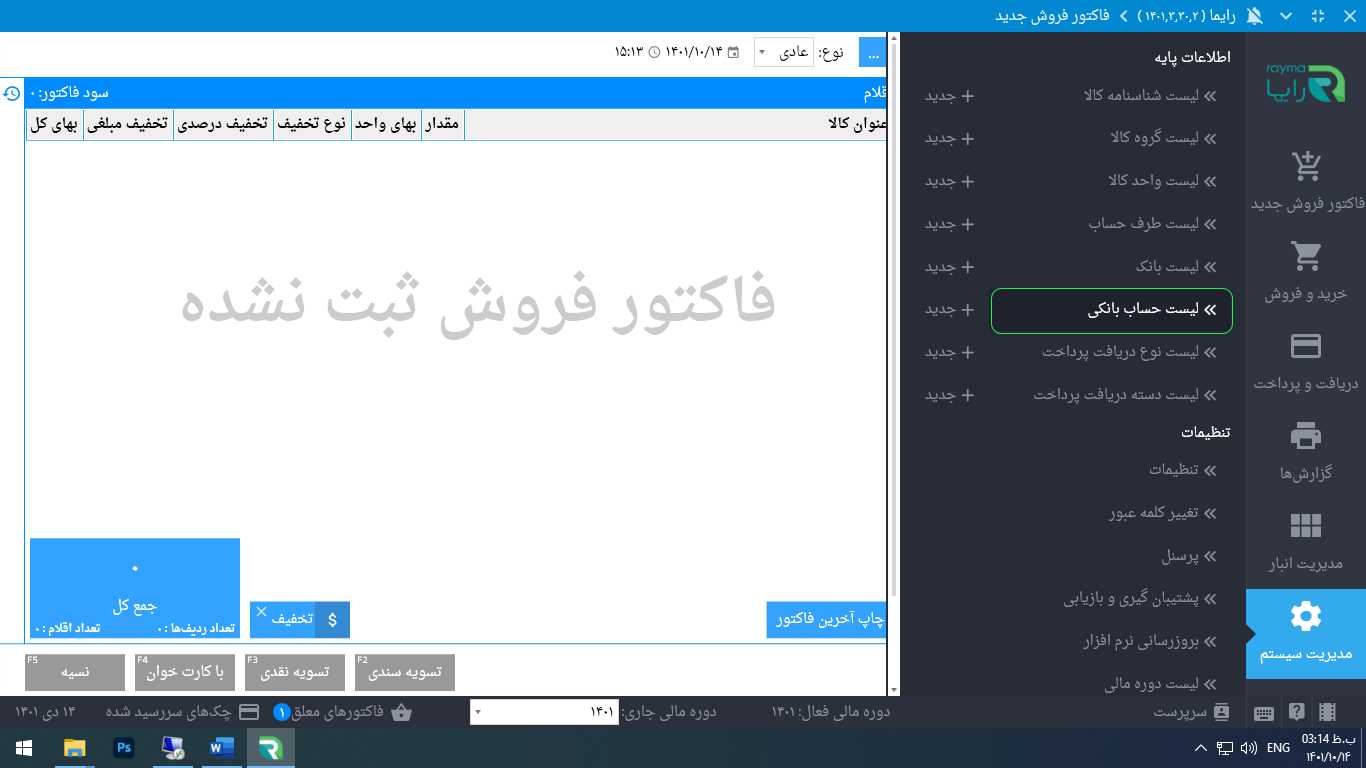 رایما ( ۱۴۰۱,۳,۳۰,۲ ) > فاکتور فروش جدید
rayma
رایما
فاکتور فروش جدید
خرید و فروش
دریافت و پرداخت
گزارش‌ها
مدیریت انبار
مدیریت سیستم
اطلاعات پایه
لیست شناسنامه کالا + جدید
لیست گروه کالا + جدید
لیست واحد کالا + جدید
لیست طرف حساب + جدید
لیست بانک + جدید
لیست حساب بانکی + جدید
لیست نوع دریافت پرداخت + جدید
لیست دسته دریافت پرداخت + جدید
تنظیمات
تنظیمات
تغییر کلمه عبور
پرسنل
پشتیبان گیری و بازیابی
بروزرسانی نرم افزار
لیست دوره مالی
... نوع: عادی ۱۴۰۱/۱۰/۱۴ ۱۵:۱۳
قلام سود فاکتور: ۰
عنوان کالا مقدار بهای واحد نوع تخفیف تخفیف درصدی تخفیف مبلغی بهای کل
فاکتور فروش ثبت نشده
چاپ آخرین فاکتور
$ تخفیف ×
۰
جمع کل
تعداد ردیف‌ها : ۰ تعداد اقلام : ۰
F2 تسویه سندی
F3 تسویه نقدی
F4 با کارت خوان
F5 نسیه
سرپرست
دوره مالی فعال: ۱۴۰۱ دوره مالی جاری: ۱۴۰۱ فاکتورهای معلق ۱ چک‌های سررسید شده ۱۴ دی ۱۴۰۱
Ps
W
ENG
03:14 ب.ظ
۱۴۰۱/۱۰/۱۴